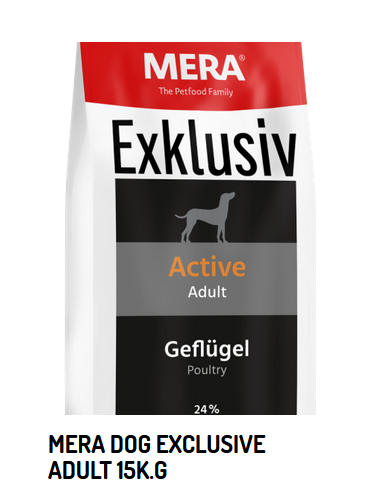 MERA®
The Petfood Family
Exklusiv
Active
Adult
Geflügel
Poultry
24 %
MERA DOG EXCLUSIVE
ADULT 15K.G